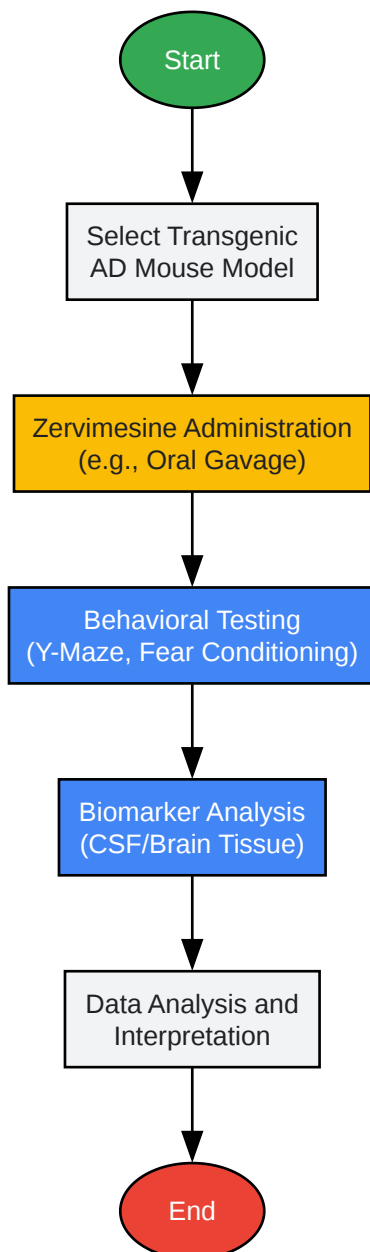 Start
Select Transgenic
AD Mouse Model
Zervimesine Administration
(e.g., Oral Gavage)
Behavioral Testing
(Y-Maze, Fear Conditioning)
Biomarker Analysis
(CSF/Brain Tissue)
Data Analysis and
Interpretation
End